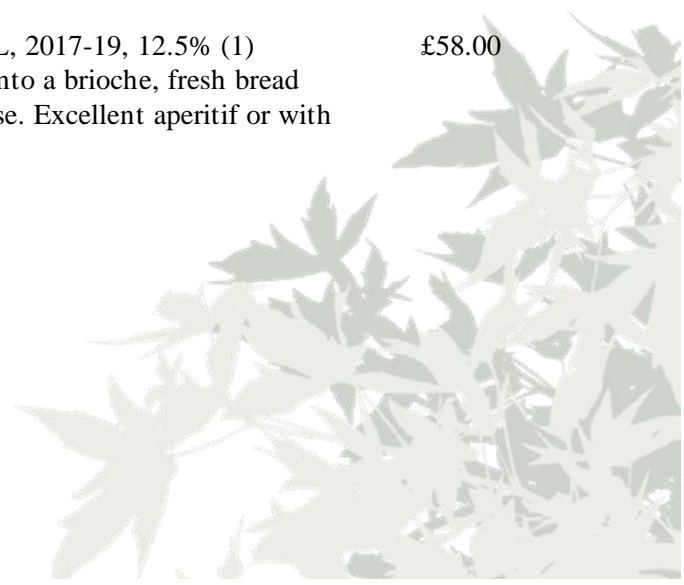 L, 2017-19, 12.5% (1) £58.00
nto a brioche, fresh bread
se. Excellent aperitif or with